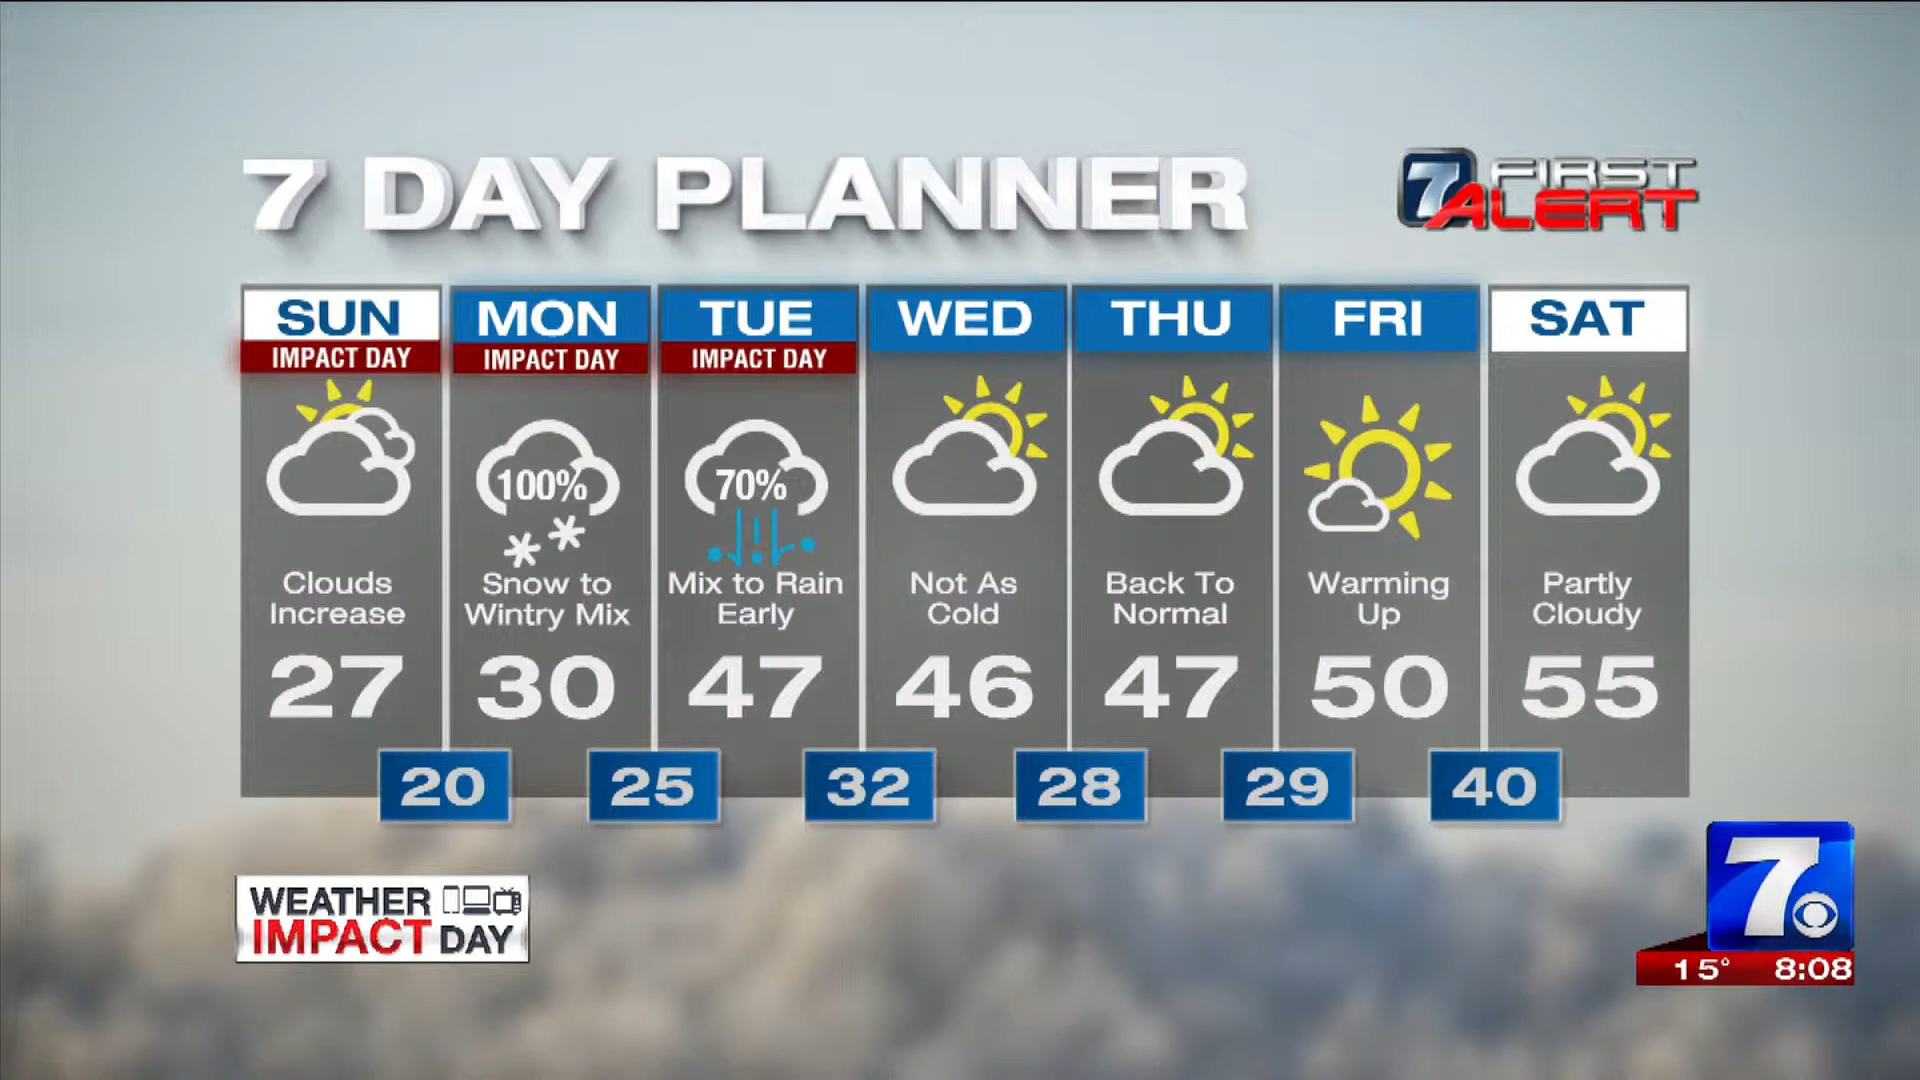 7 DAY PLANNER
7 FIRST ALERT
SUN MON TUE WED THU FRI SAT
IMPACT DAY IMPACT DAY IMPACT DAY
100% 70%
Clouds Snow to Mix to Rain Not As Back To Warming Partly
Increase Wintry Mix Early Cold Normal Up Cloudy
27 30 47 46 47 50 55
20 25 32 28 29 40
WEATHER
IMPACT DAY
7
15° 8:08